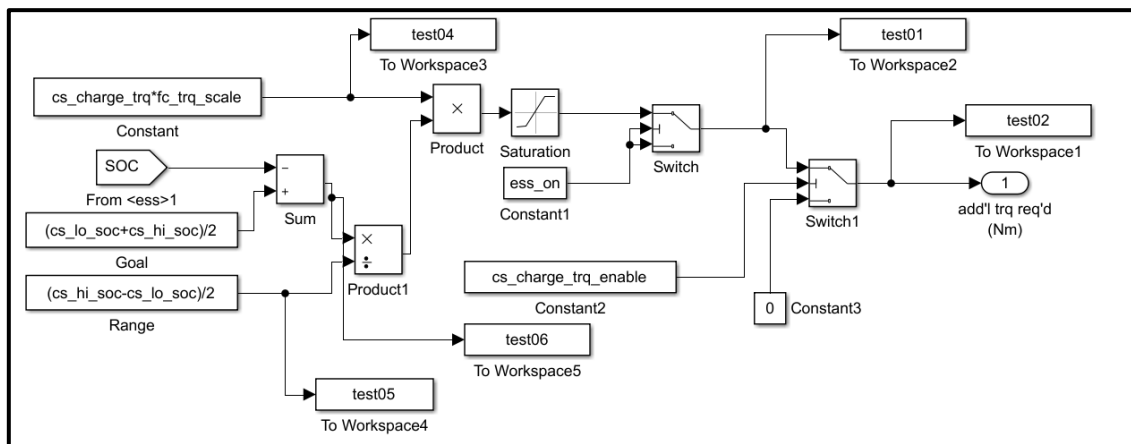 test04
To Workspace3
test01
To Workspace2
cs_charge_trq*fc_trq_scale
Constant
×
Product
Saturation
Switch
test02
To Workspace1
SOC
From <ess>1
−
+
Sum
ess_on
Constant1
Switch1
1
add'l trq req'd
(Nm)
(cs_lo_soc+cs_hi_soc)/2
Goal
×
÷
Product1
cs_charge_trq_enable
Constant2
(cs_hi_soc-cs_lo_soc)/2
Range
0
Constant3
test06
To Workspace5
test05
To Workspace4